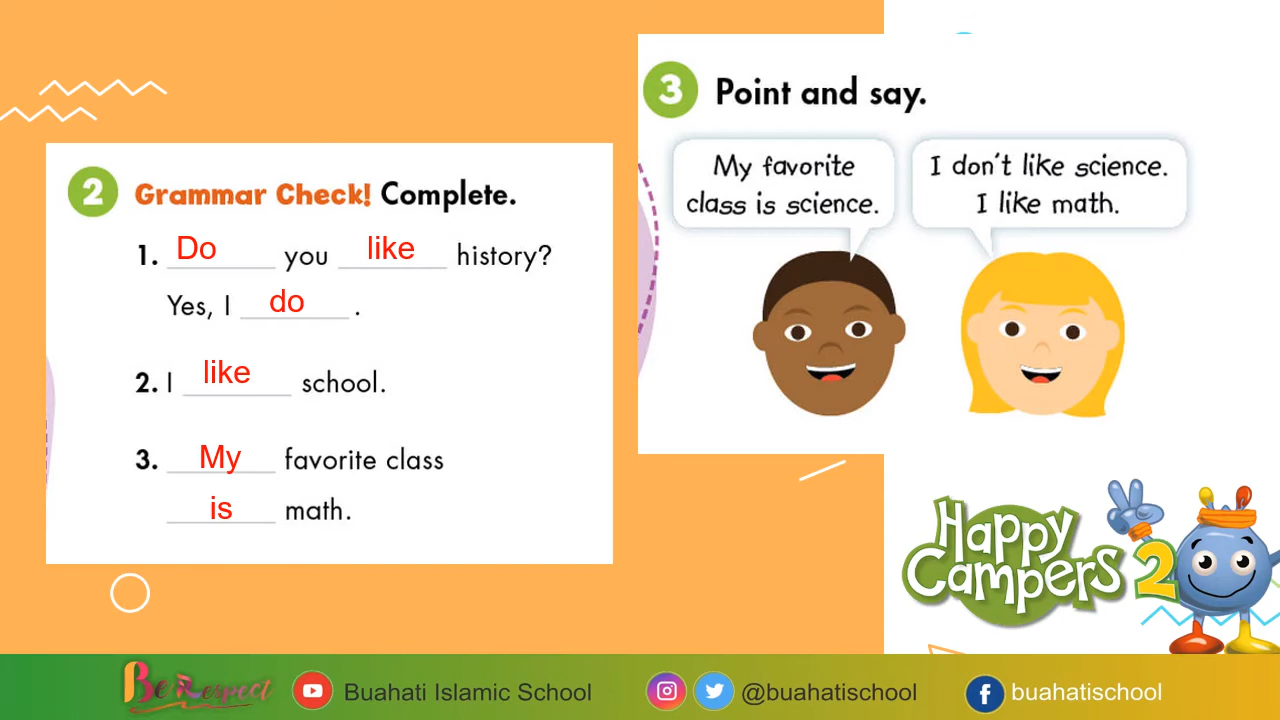 2 Grammar Check! Complete.
1. Do you like history?
Yes, I do .
2. I like school.
3. My favorite class
is math.
3 Point and say.
My favorite
class is science.
I don't like science.
I like math.
Happy
Campers 2
Be Respect
Buahati Islamic School
@buahatischool
buahatischool